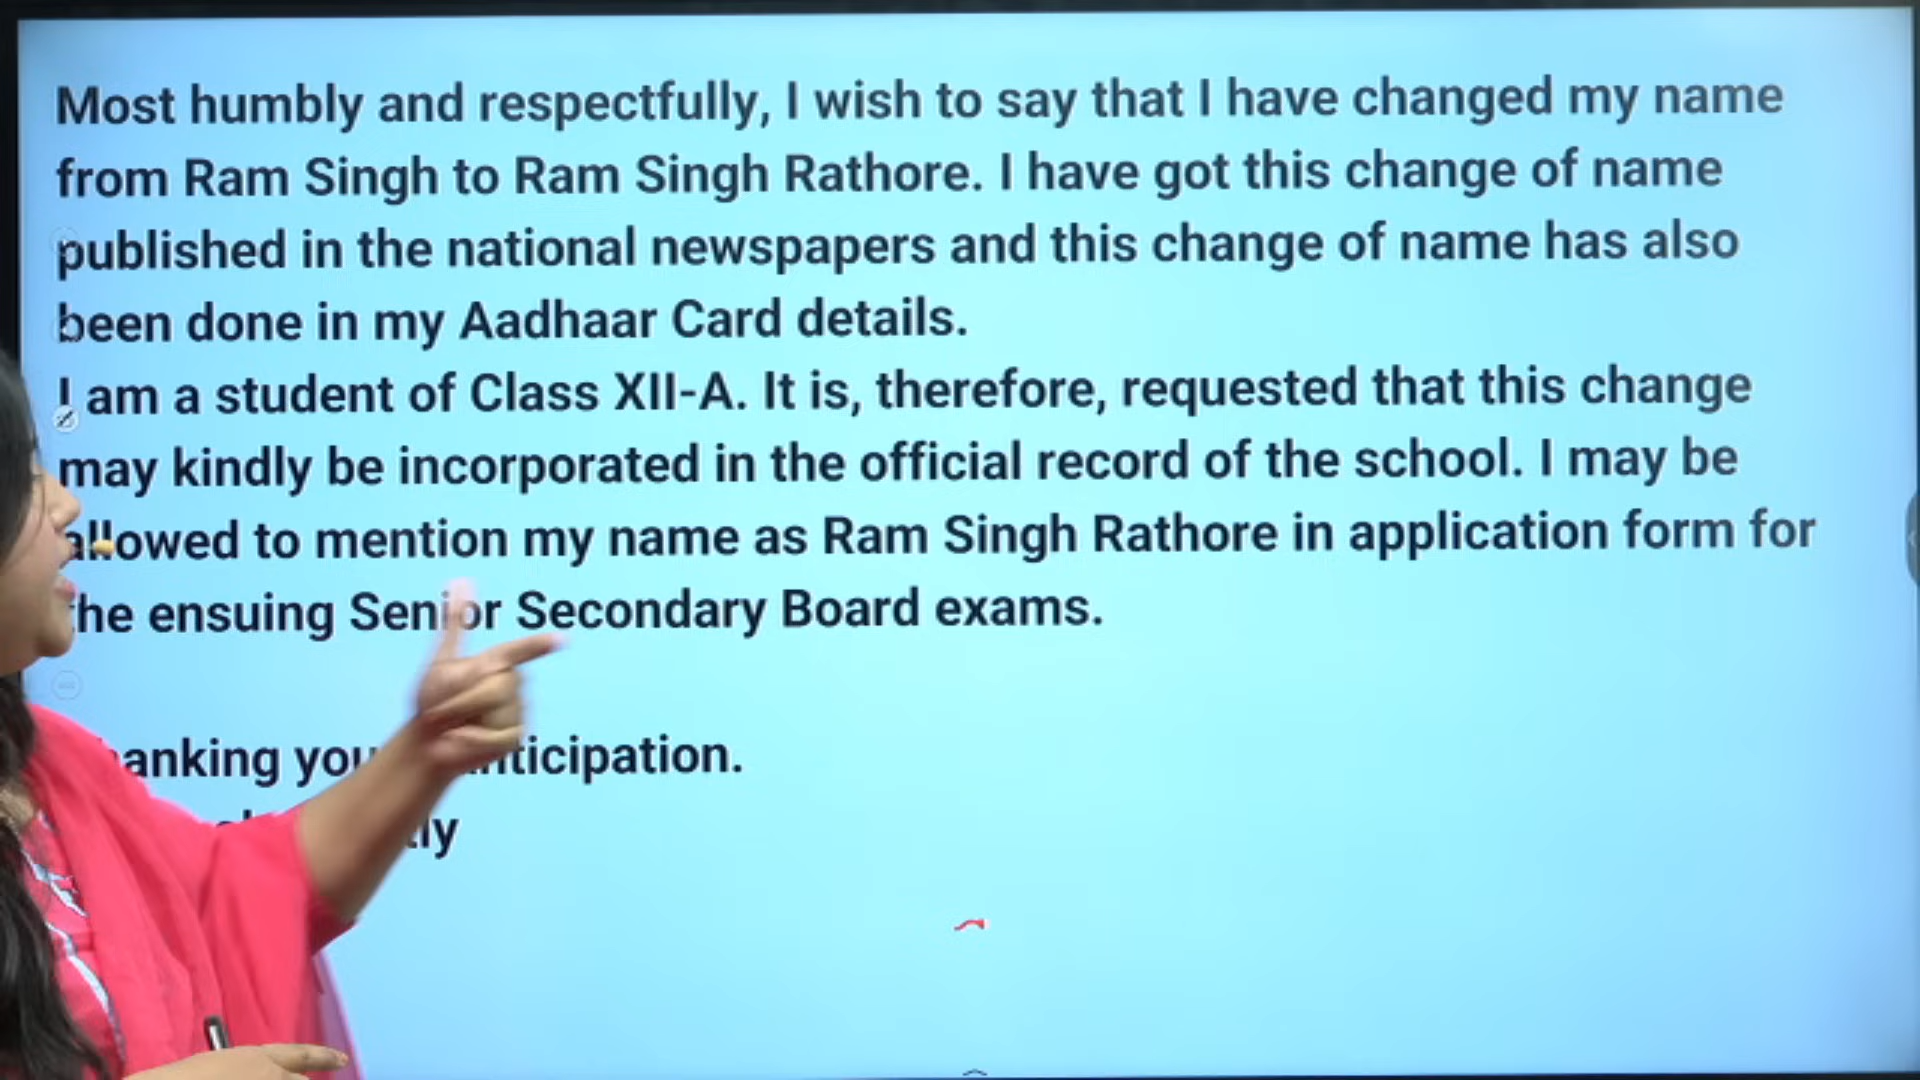 Most humbly and respectfully, I wish to say that I have changed my name
from Ram Singh to Ram Singh Rathore. I have got this change of name
published in the national newspapers and this change of name has also
been done in my Aadhaar Card details.
I am a student of Class XII-A. It is, therefore, requested that this change
may kindly be incorporated in the official record of the school. I may be
allowed to mention my name as Ram Singh Rathore in application form for
the ensuing Senior Secondary Board exams.
anking you anticipation.